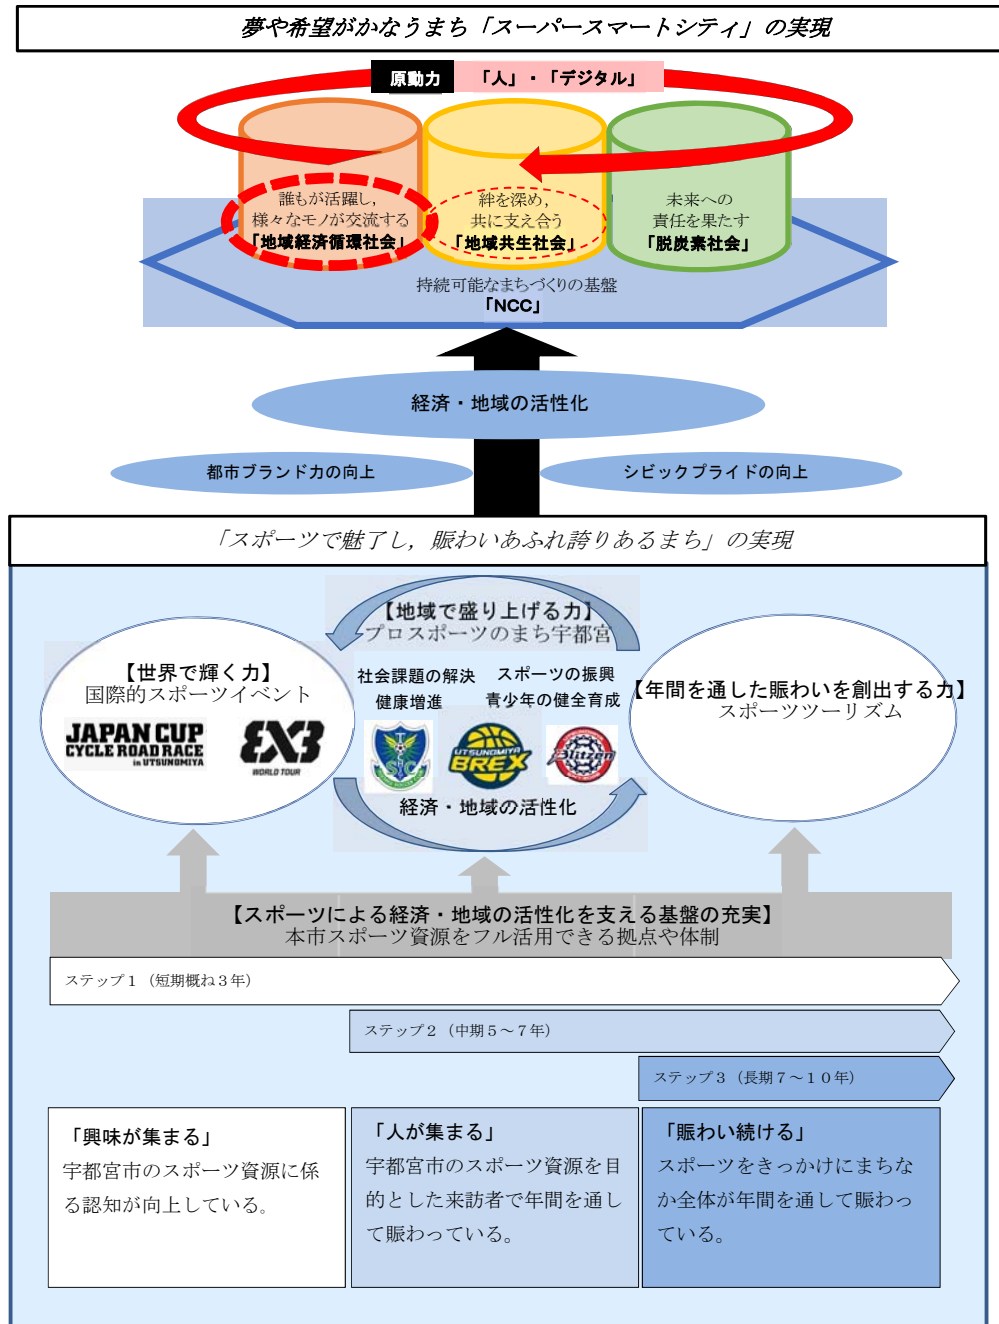 夢や希望がかなうまち「スーパースマートシティ」の実現
原動力 「人」・「デジタル」
誰もが活躍し,
様々なモノが交流する
「地域経済循環社会」
絆を深め,
共に支え合う
「地域共生社会」
未来への
責任を果たす
「脱炭素社会」
持続可能なまちづくりの基盤
「NCC」
経済・地域の活性化
都市ブランド力の向上
シビックプライドの向上
「スポーツで魅了し，賑わいあふれ誇りあるまち」の実現
【世界で輝く力】
国際的スポーツイベント
JAPAN CUP
CYCLE ROAD RACE
in UTSUNOMIYA
EX3
WORLD TOUR
【地域で盛り上げる力】
プロスポーツのまち宇都宮
社会課題の解決
スポーツの振興
健康増進
青少年の健全育成
UTSUNOMIYA
BREX
Blitzen
経済・地域の活性化
【年間を通した賑わいを創出する力】
スポーツツーリズム
【スポーツによる経済・地域の活性化を支える基盤の充実】
本市スポーツ資源をフル活用できる拠点や体制
ステップ１（短期概ね３年）
ステップ２（中期５～７年）
ステップ３（長期７～１０年）
「興味が集まる」
宇都宮市のスポーツ資源に係
る認知が向上している。
「人が集まる」
宇都宮市のスポーツ資源を目
的とした来訪者で年間を通し
て賑わっている。
「賑わい続ける」
スポーツをきっかけにまちな
か全体が年間を通して賑わっ
ている。